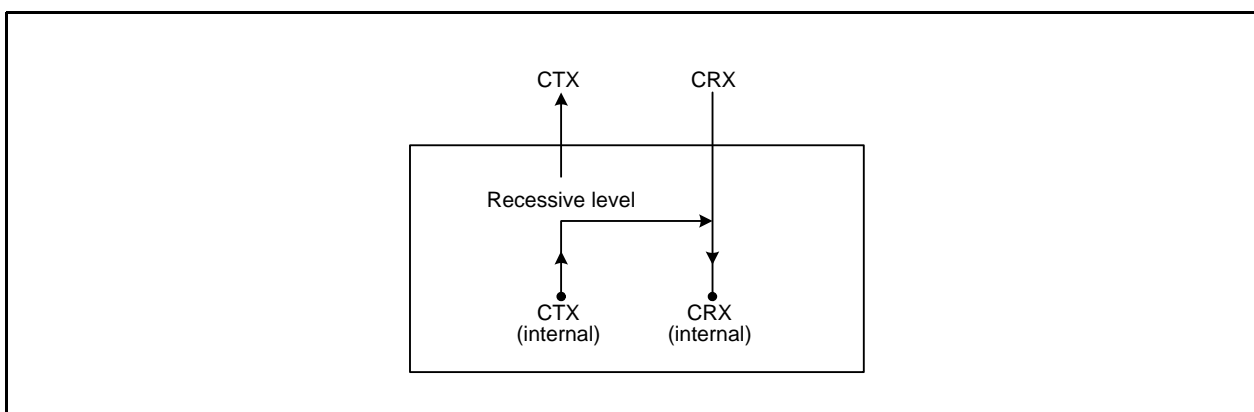 CTX
CRX
Recessive level
CTX
(internal)
CRX
(internal)